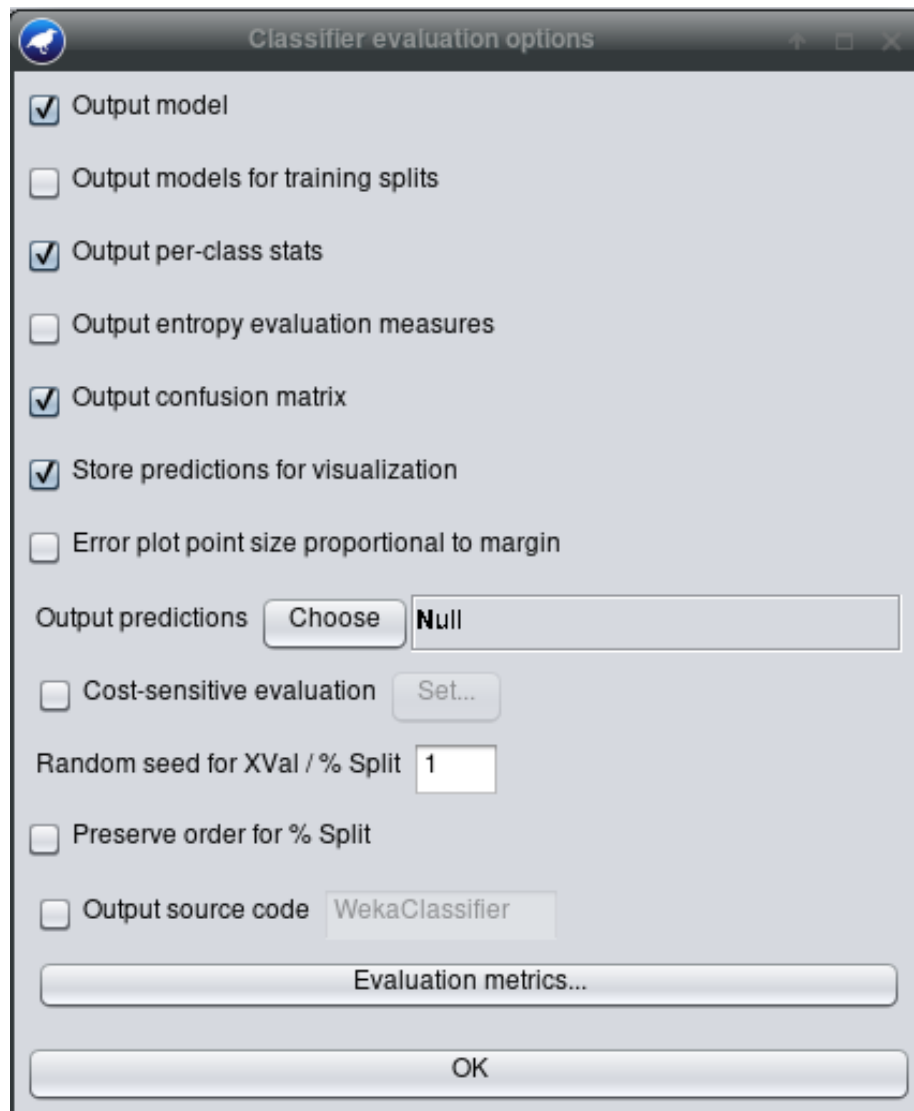 Classifier evaluation options
Output model
Output models for training splits
Output per-class stats
Output entropy evaluation measures
Output confusion matrix
Store predictions for visualization
Error plot point size proportional to margin
Output predictions Choose Null
Cost-sensitive evaluation Set...
Random seed for XVal / % Split 1
Preserve order for % Split
Output source code WekaClassifier
Evaluation metrics...
OK